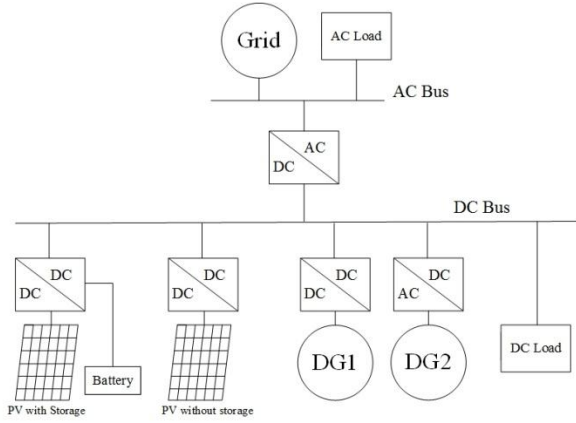 Grid
AC Load
AC Bus
AC
DC
DC Bus
DC
DC
DC
DC
DC
DC
DC
AC
DG1
DG2
DC Load
Battery
PV with Storage
PV without storage